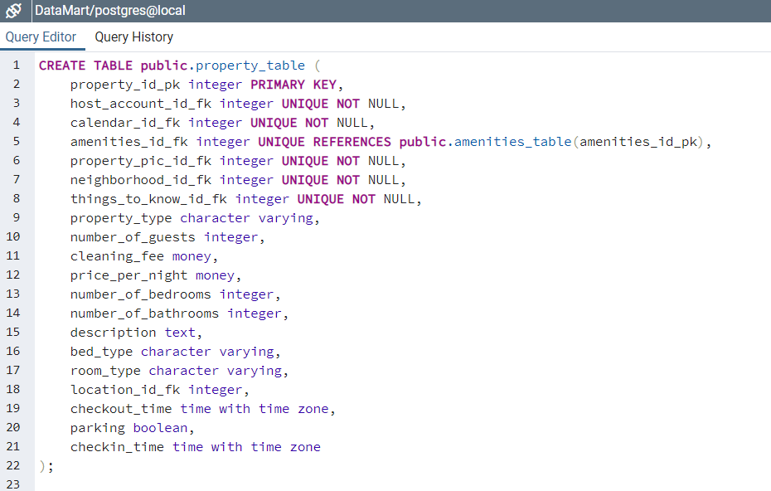 DataMart/postgres@local
Query Editor Query History
1 CREATE TABLE public.property_table (
2 property_id_pk integer PRIMARY KEY,
3 host_account_id_fk integer UNIQUE NOT NULL,
4 calendar_id_fk integer UNIQUE NOT NULL,
5 amenities_id_fk integer UNIQUE REFERENCES public.amenities_table(amenities_id_pk),
6 property_pic_id_fk integer UNIQUE NOT NULL,
7 neighborhood_id_fk integer UNIQUE NOT NULL,
8 things_to_know_id_fk integer UNIQUE NOT NULL,
9 property_type character varying,
10 number_of_guests integer,
11 cleaning_fee money,
12 price_per_night money,
13 number_of_bedrooms integer,
14 number_of_bathrooms integer,
15 description text,
16 bed_type character varying,
17 room_type character varying,
18 location_id_fk integer,
19 checkout_time time with time zone,
20 parking boolean,
21 checkin_time time with time zone
22 );
23